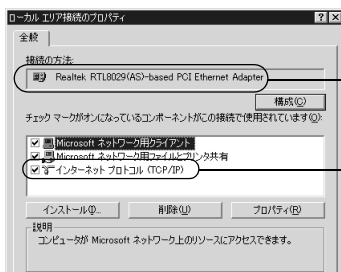 ローカル エリア接続のプロパティ
全般
接続の方法:
Realtek RTL8029(AS)-based PCI Ethernet Adapter
構成(C)
チェック マークがオンになっているコンポーネントがこの接続で使用されています(O):
Microsoft ネットワーク用クライアント
Microsoft ネットワーク用ファイルとプリンタ共有
インターネット プロトコル (TCP/IP)
インストール(I)...
削除(U)
プロパティ(R)
説明
コンピュータが Microsoft ネットワーク上のリソースにアクセスできます。